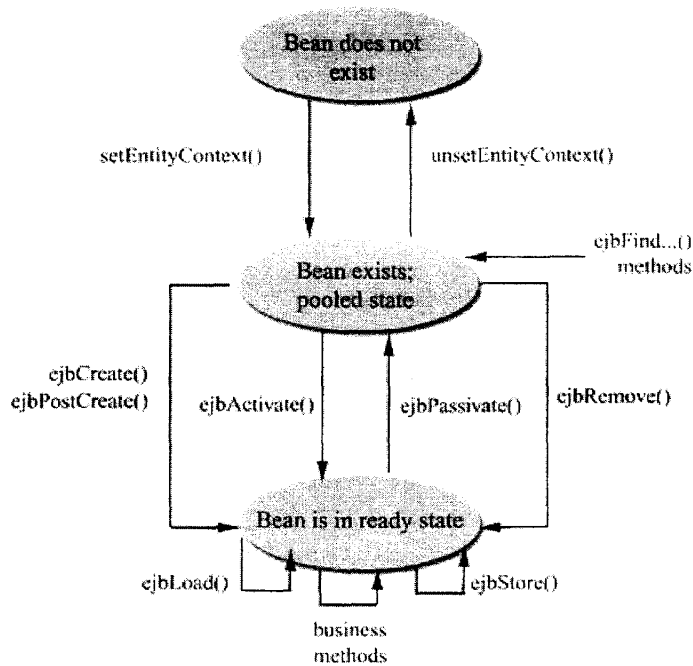 Bean does not
exist
setEntityContext()
unsetEntityContext()
ejbFind...()
methods
Bean exists;
pooled state
ejbCreate()
ejbPostCreate()
ejbActivate()
ejbPassivate()
ejbRemove()
Bean is in ready state
ejbLoad()
ejbStore()
business
methods